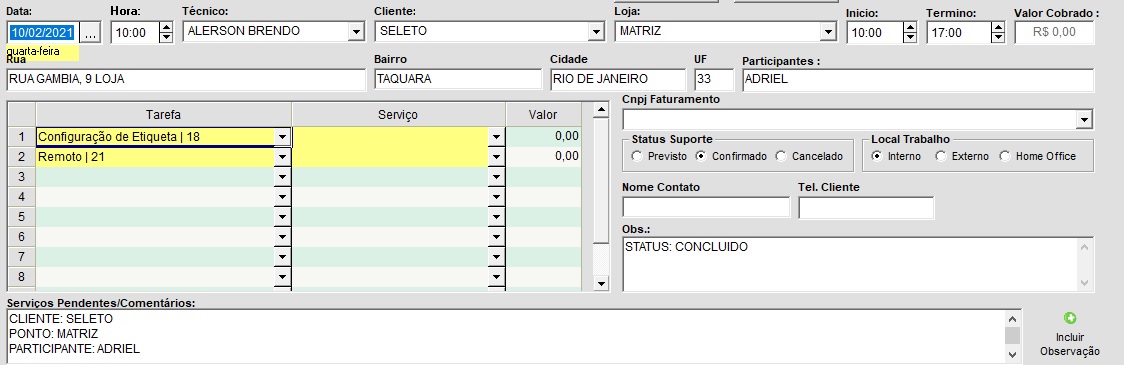 Data: Hora: Técnico: Cliente: Loja: Inicio: Termino: Valor Cobrado :
10/02/2021 ... 10:00 ALERSON BRENDO SELETO MATRIZ 10:00 17:00 R$ 0,00
quarta-feira
Rua Bairro Cidade UF Participantes :
RUA GAMBIA, 9 LOJA TAQUARA RIO DE JANEIRO 33 ADRIEL
Tarefa Serviço Valor
1 Configuração de Etiqueta | 18 0,00
2 Remoto | 21 0,00
3
4
5
6
7
8
Cnpj Faturamento
Status Suporte Local Trabalho
Previsto Confirmado Cancelado Interno Externo Home Office
Nome Contato Tel. Cliente
Obs.:
STATUS: CONCLUIDO
Serviços Pendentes/Comentários:
CLIENTE: SELETO
PONTO: MATRIZ
PARTICIPANTE: ADRIEL
Incluir
Observação